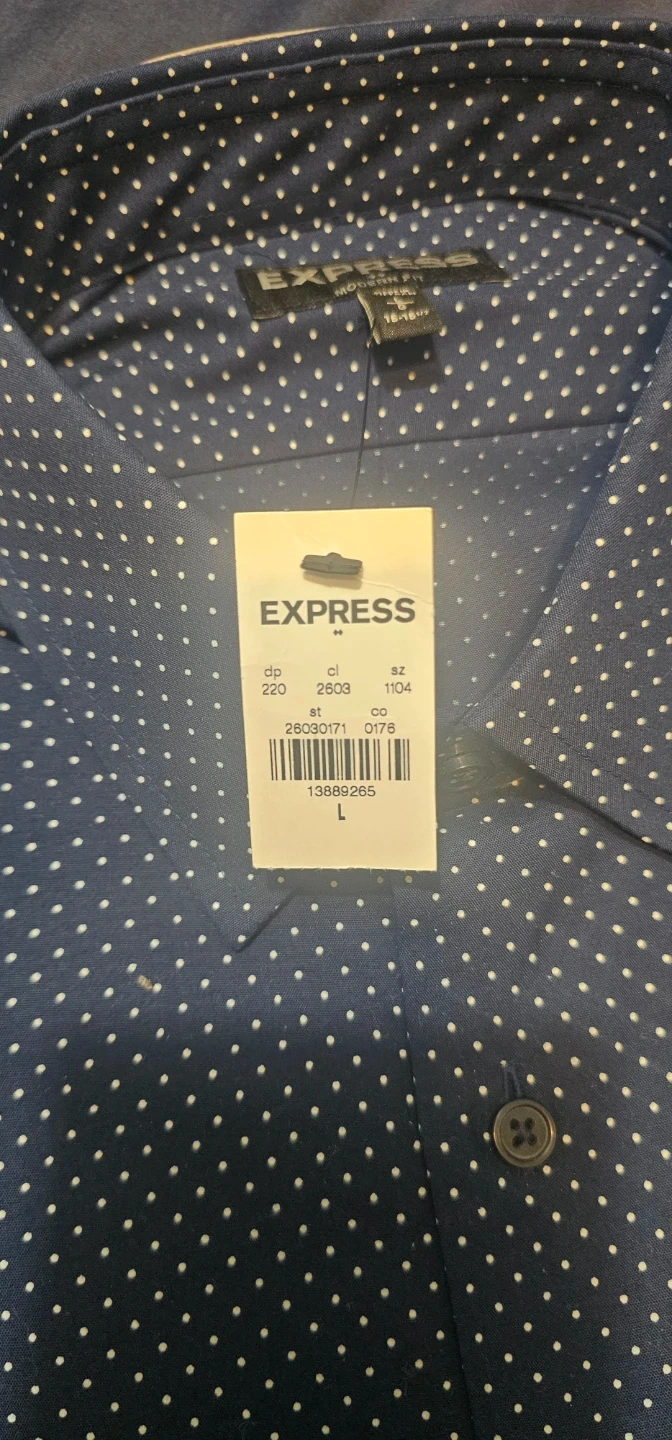 EXPRESS
MODERN FIT
L
EXPRESS
dp cl sz
220 2603 1104
st co
26030171 0176
13889265
L